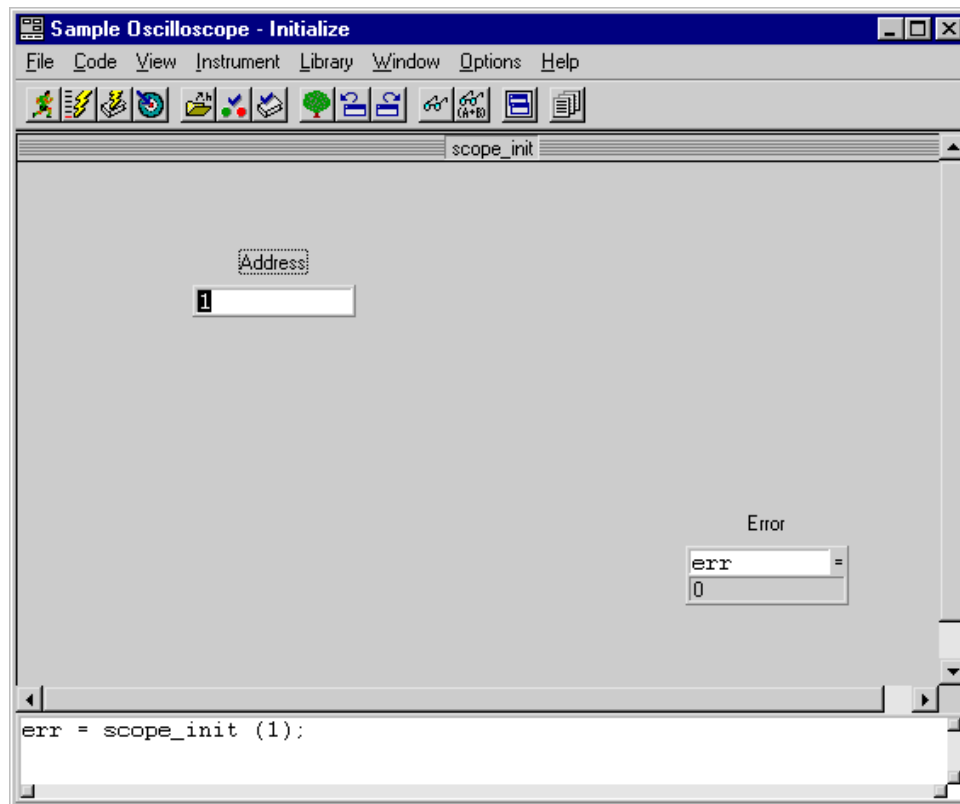 Sample Oscilloscope - Initialize
File Code View Instrument Library Window Options Help
scope_init
Address
1
Error
err =
0
err = scope_init (1);